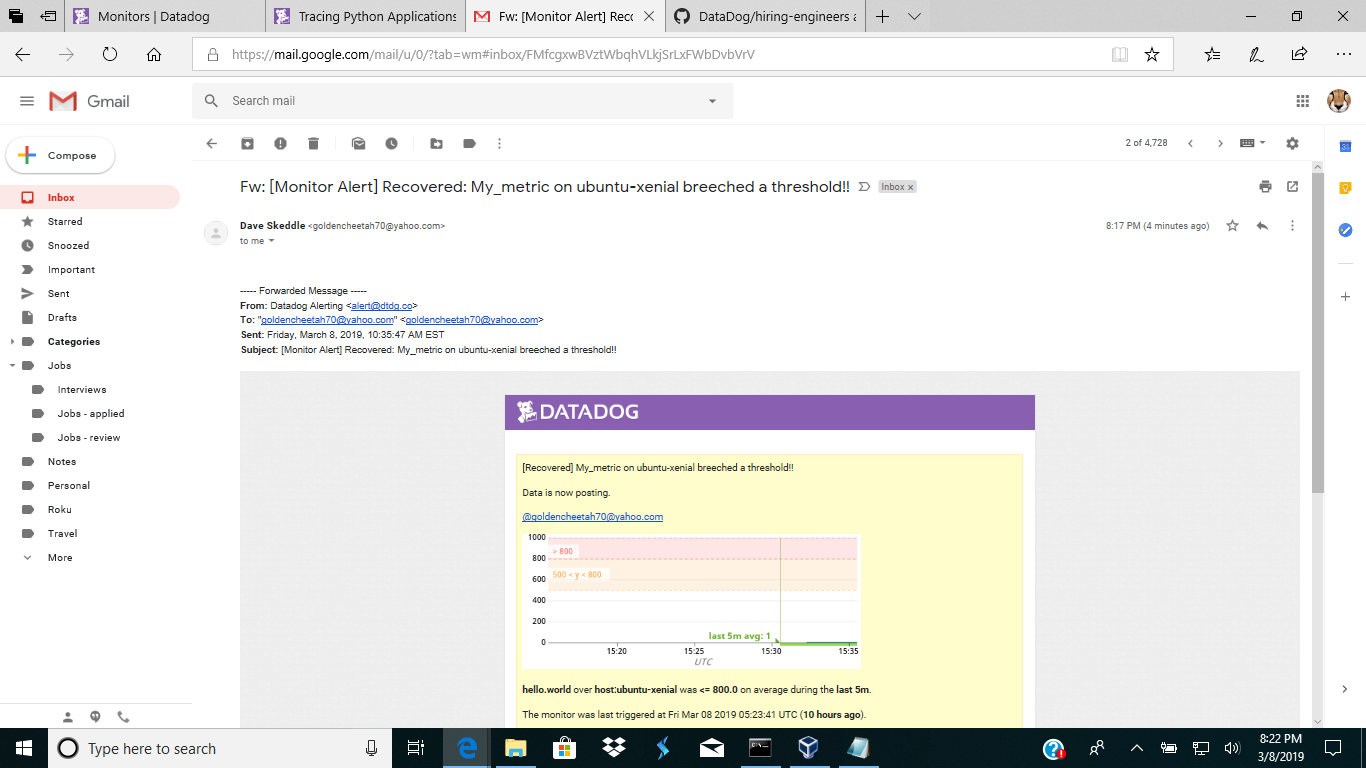 Monitors | Datadog
Tracing Python Applications
Fw: [Monitor Alert] Reco
DataDog/hiring-engineers a
https://mail.google.com/mail/u/0/?tab=wm#inbox/FMfcgxwBVztWbqhVLkjSrLxFWbDvbVrV
Gmail
Search mail
Compose
2 of 4,728
Inbox
Starred
Snoozed
Important
Sent
Drafts
Categories
Jobs
Interviews
Jobs - applied
Jobs - review
Notes
Personal
Roku
Travel
More
Fw: [Monitor Alert] Recovered: My_metric on ubuntu-xenial breeched a threshold!!
Inbox x
Dave Skeddle <goldencheetah70@yahoo.com>
8:17 PM (4 minutes ago)
to me
----- Forwarded Message -----
From: Datadog Alerting <alert@dtdg.co>
To: "goldencheetah70@yahoo.com" <goldencheetah70@yahoo.com>
Sent: Friday, March 8, 2019, 10:35:47 AM EST
Subject: [Monitor Alert] Recovered: My_metric on ubuntu-xenial breeched a threshold!!
DATADOG
[Recovered] My_metric on ubuntu-xenial breeched a threshold!!
Data is now posting.
@goldencheetah70@yahoo.com
1000
> 800
800
500 < y < 800
600
400
200
last 5m avg: 1
0
15:20 15:25 15:30 15:35
UTC
hello.world over host:ubuntu-xenial was <= 800.0 on average during the last 5m.
The monitor was last triggered at Fri Mar 08 2019 05:23:41 UTC (10 hours ago).
Type here to search
8:22 PM
3/8/2019